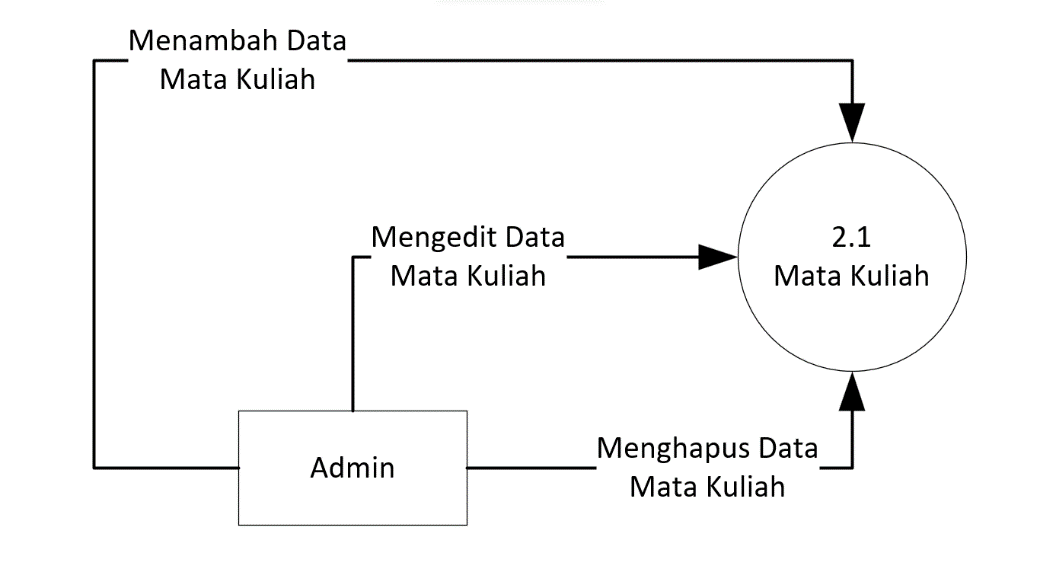 Menambah Data
Mata Kuliah
Mengedit Data
Mata Kuliah
2.1
Mata Kuliah
Admin
Menghapus Data
Mata Kuliah